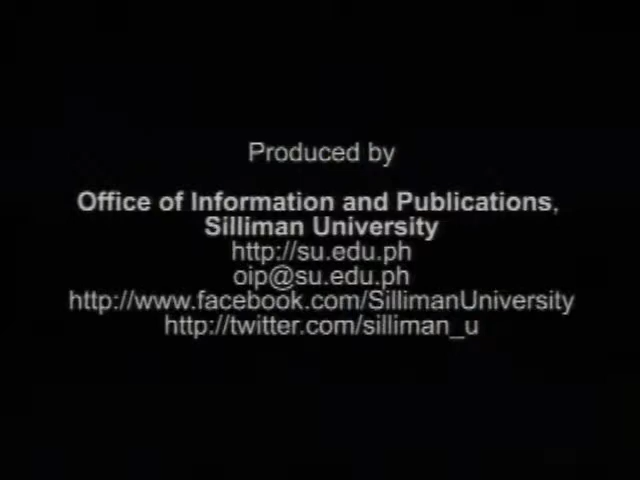 Produced by
Office of Information and Publications,
Silliman University
http://su.edu.ph
oip@su.edu.ph
http://www.facebook.com/SillimanUniversity
http://twitter.com/silliman_u